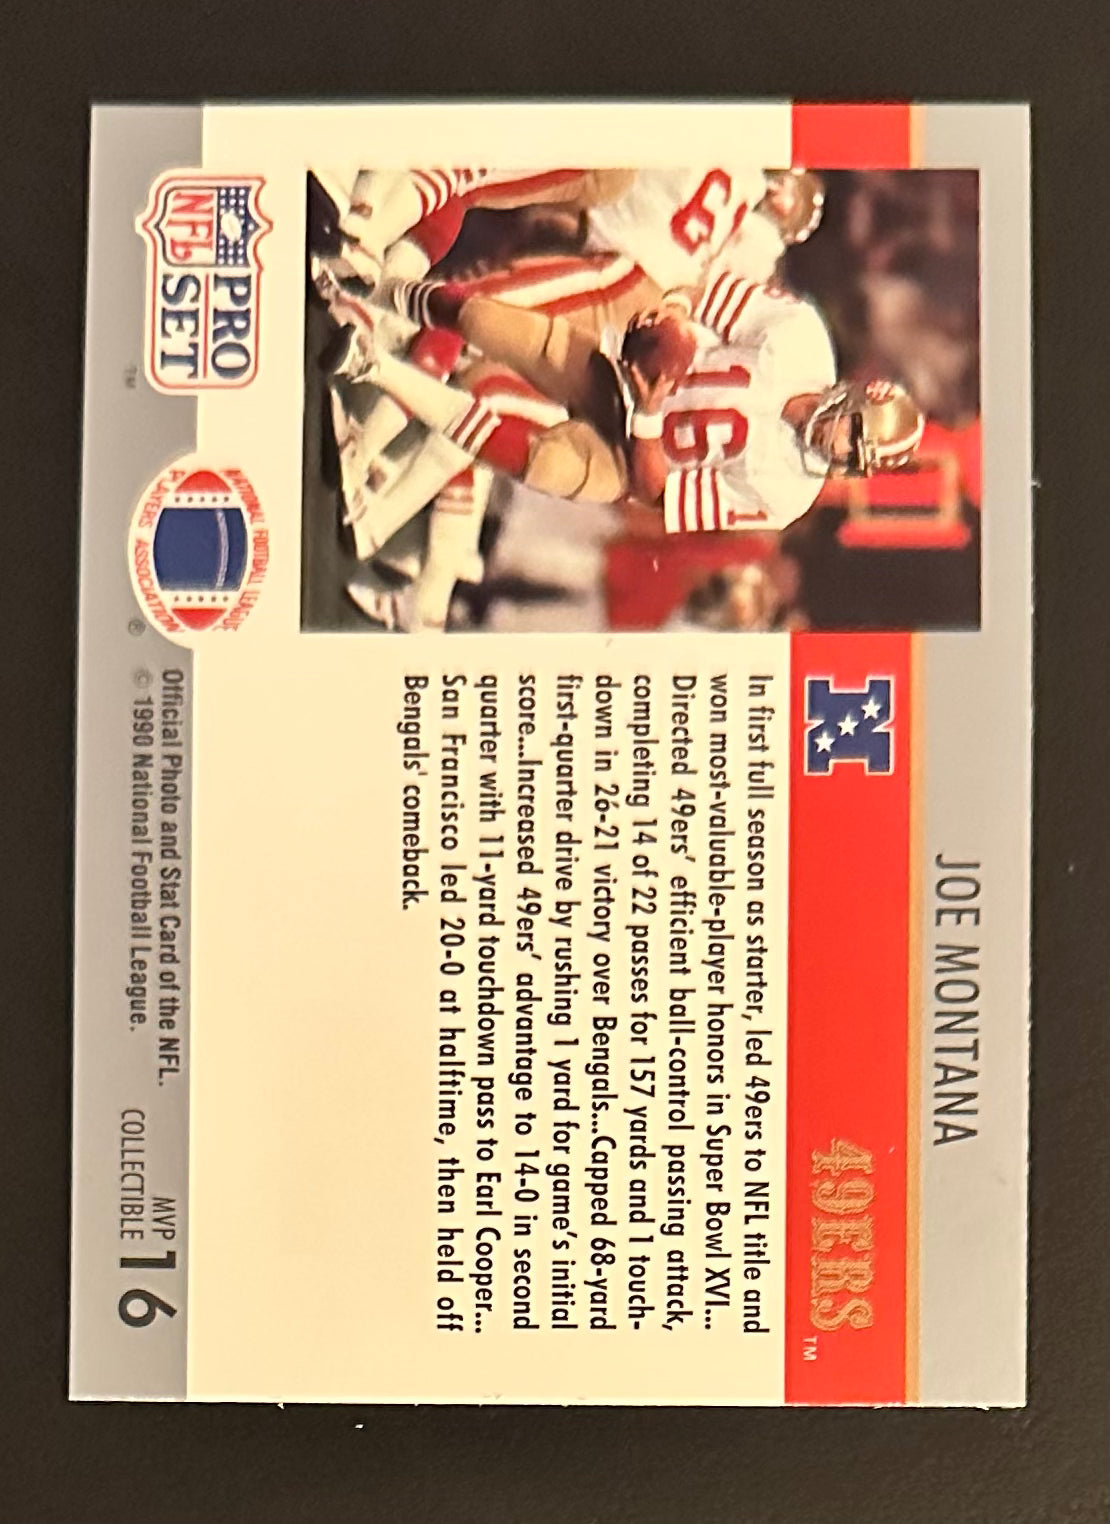 JOE MONTANA
49ERS™
In first full season as starter, led 49ers to NFL title and
won most-valuable-player honors in Super Bowl XVI...
Directed 49ers' efficient ball-control passing attack,
completing 14 of 22 passes for 157 yards and 1 touch-
down in 26-21 victory over Bengals...Capped 68-yard
first-quarter drive by rushing 1 yard for game's initial
score...Increased 49ers' advantage to 14-0 in second
quarter with 11-yard touchdown pass to Earl Cooper...
San Francisco led 20-0 at halftime, then held off
Bengals' comeback.
16
1
NFL
PRO
SET
™
NATIONAL FOOTBALL LEAGUE
PLAYERS ASSOCIATION
®
Official Photo and Stat Card of the NFL.
© 1990 National Football League.
MVP
COLLECTIBLE 16